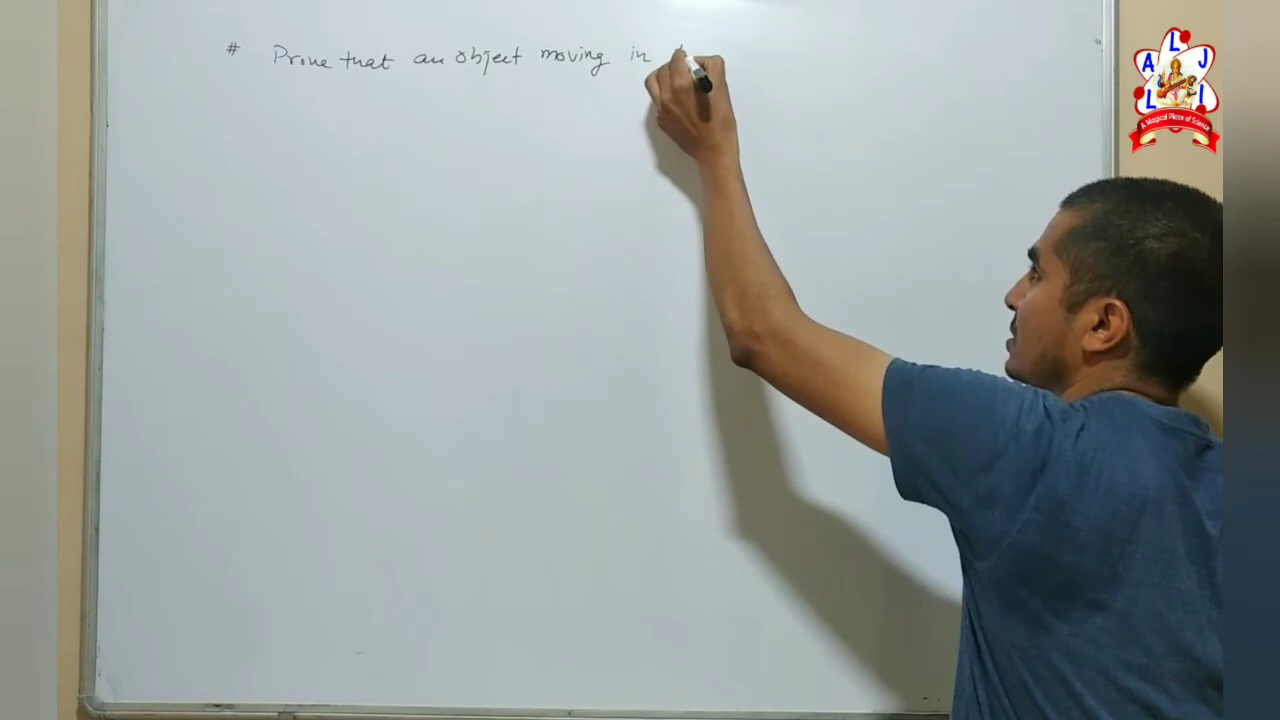 # Prove that an object moving in
A
L
J
L
I
A Magical Place of Science